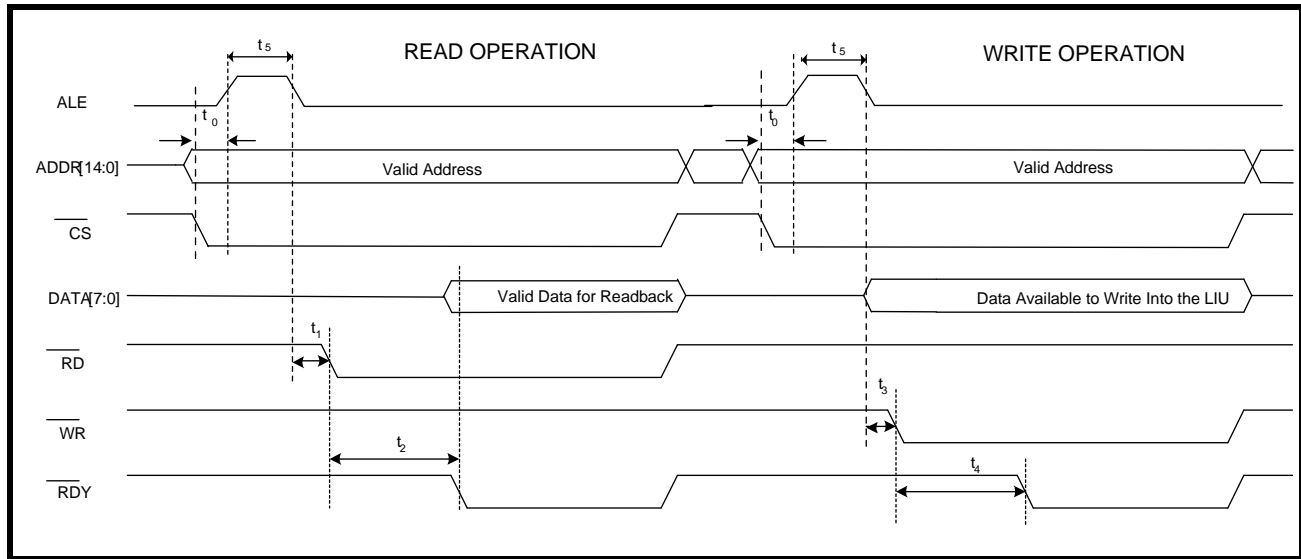 READ OPERATION
WRITE OPERATION
t5
t5
ALE
t0
t0
ADDR[14:0]
Valid Address
Valid Address
CS
DATA[7:0]
Valid Data for Readback
Data Available to Write Into the LIU
t1
RD
t3
WR
t2
t4
RDY